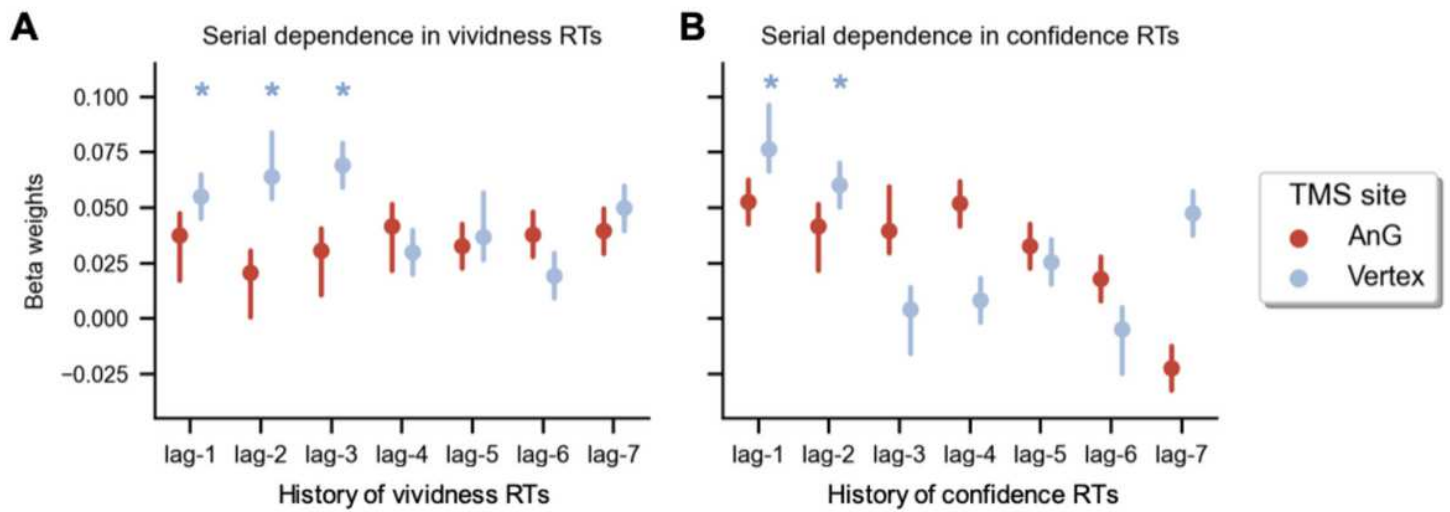 A
Serial dependence in vividness RTs
*
*
*
Beta weights
0.100
0.075
0.050
0.025
0.000
−0.025
lag-1 lag-2 lag-3 lag-4 lag-5 lag-6 lag-7
History of vividness RTs
B
Serial dependence in confidence RTs
*
*
lag-1 lag-2 lag-3 lag-4 lag-5 lag-6 lag-7
History of confidence RTs
TMS site
AnG
Vertex